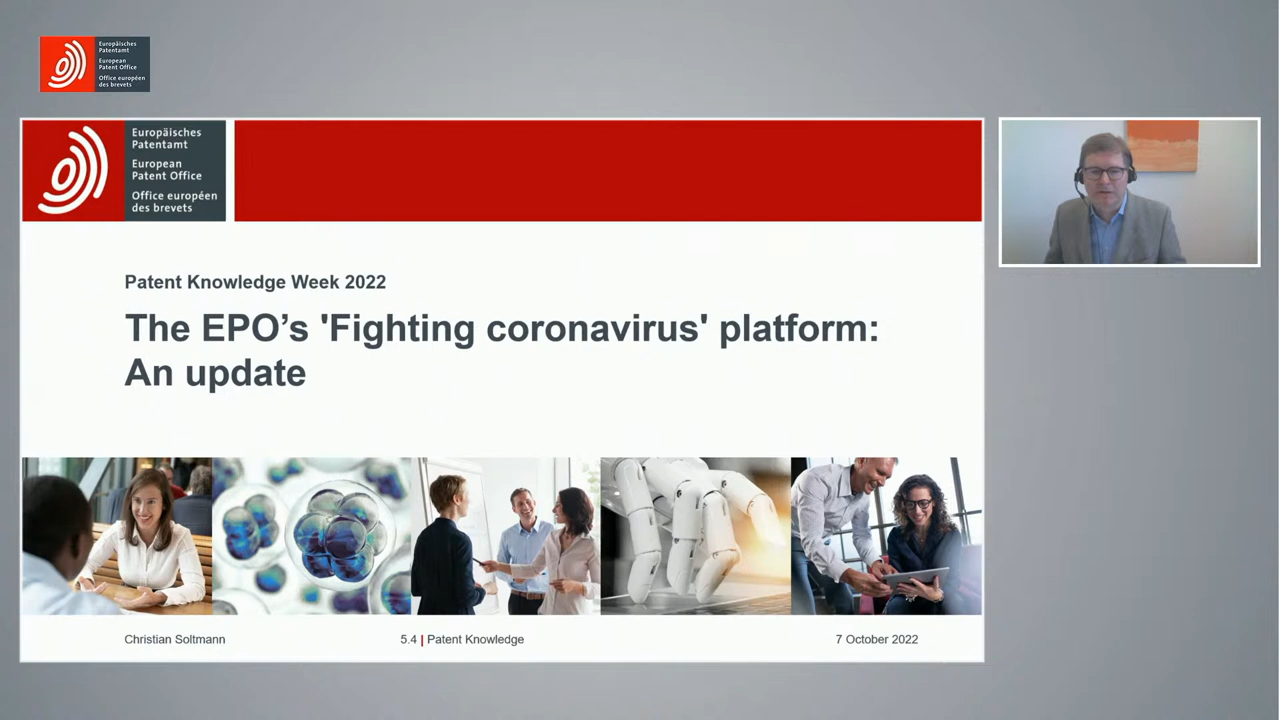 Europäisches
Patentamt
European
Patent Office
Office européen
des brevets
Europäisches
Patentamt
European
Patent Office
Office européen
des brevets
Patent Knowledge Week 2022
The EPO’s 'Fighting coronavirus' platform:
An update
Christian Soltmann
5.4 | Patent Knowledge
7 October 2022